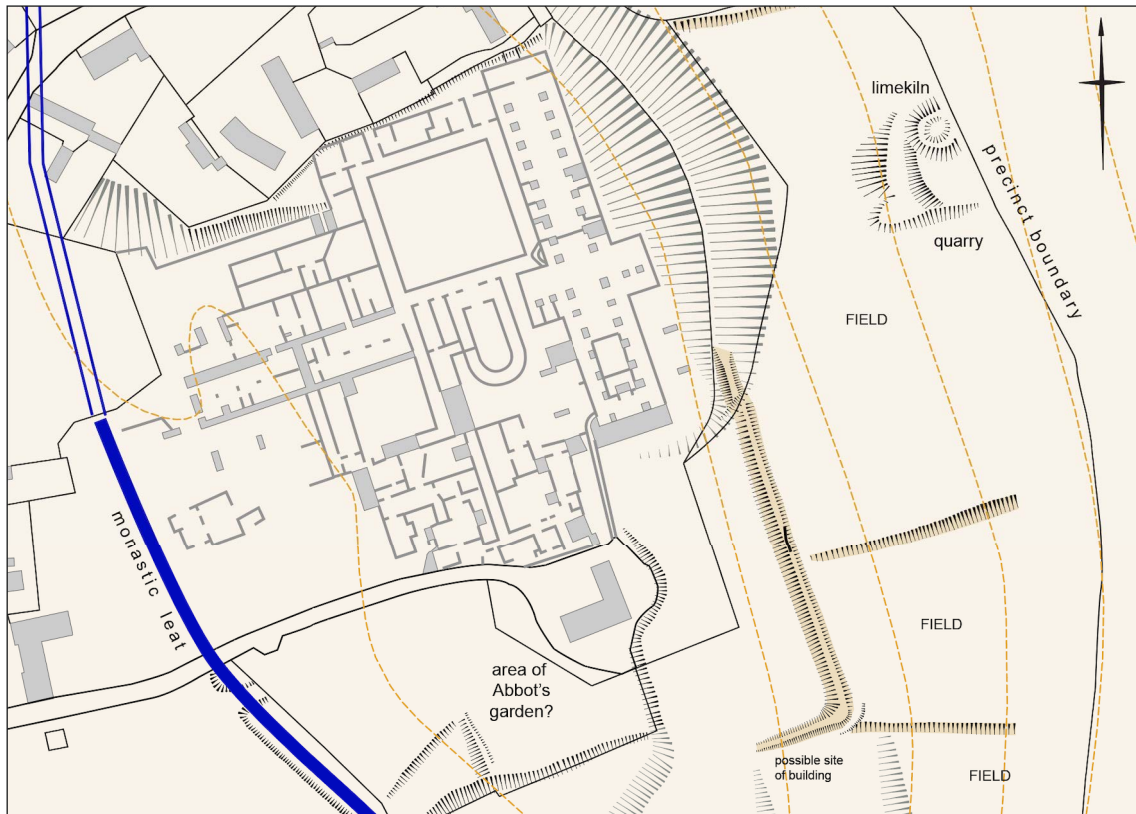 limekiln
precinct boundary
quarry
FIELD
monastic leat
FIELD
area of
Abbot's
garden?
possible site
of building
FIELD